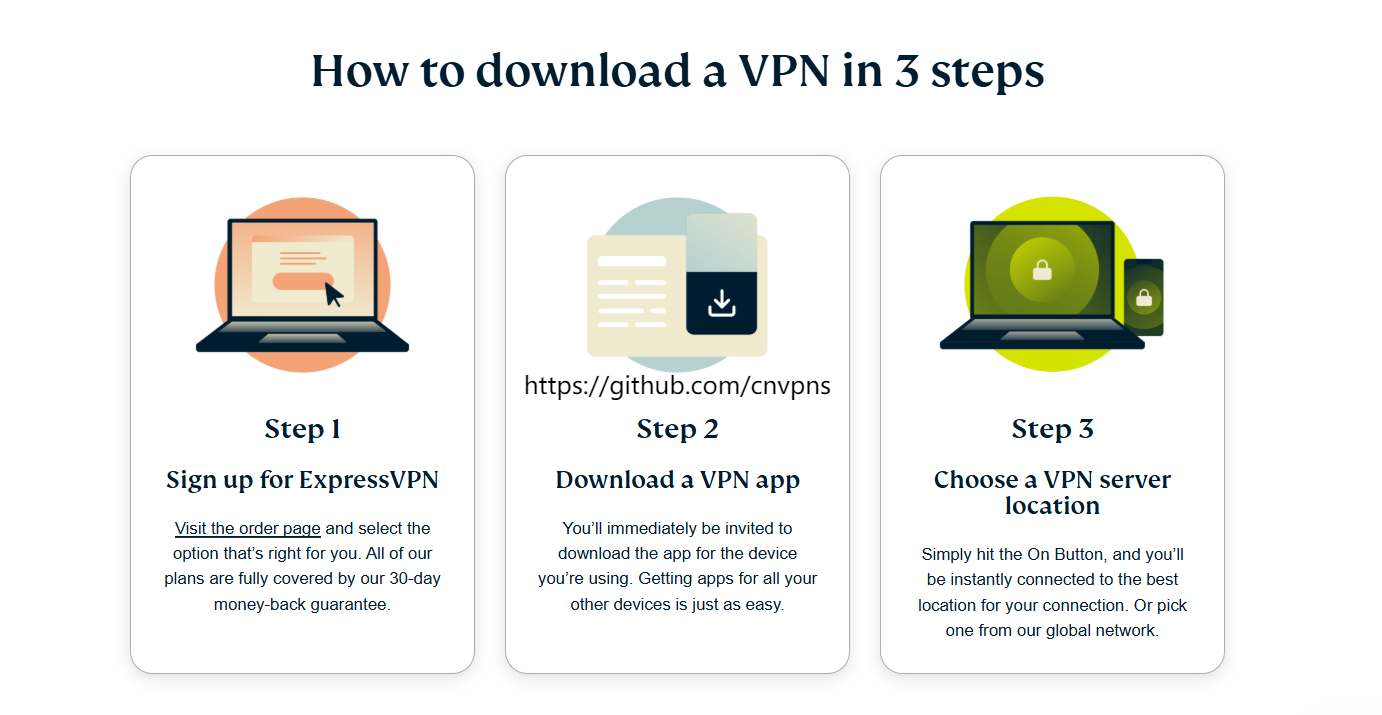 How to download a VPN in 3 steps
https://github.com/cnvpns
Step 1
Sign up for ExpressVPN
Visit the order page and select the
option that’s right for you. All of our
plans are fully covered by our 30-day
money-back guarantee.
Step 2
Download a VPN app
You’ll immediately be invited to
download the app for the device
you’re using. Getting apps for all your
other devices is just as easy.
Step 3
Choose a VPN server
location
Simply hit the On Button, and you’ll
be instantly connected to the best
location for your connection. Or pick
one from our global network.